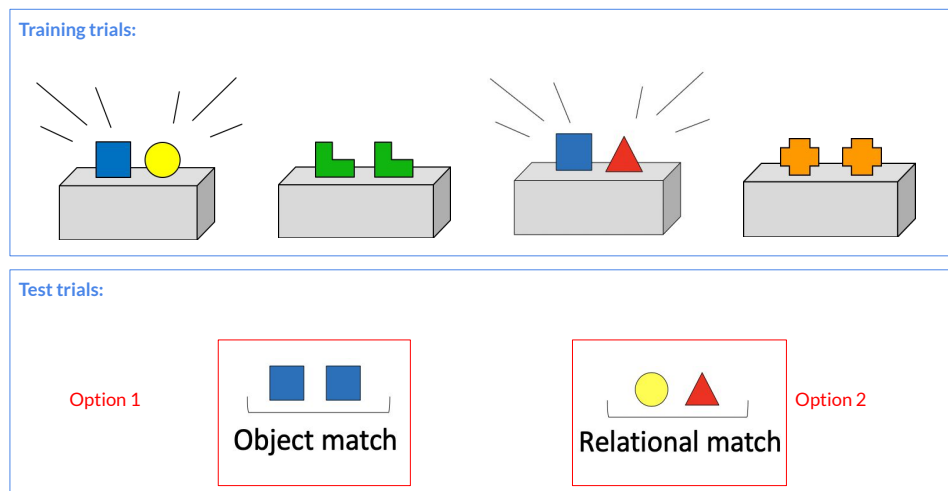 Training trials:
Test trials:
Option 1
Object match
Relational match
Option 2